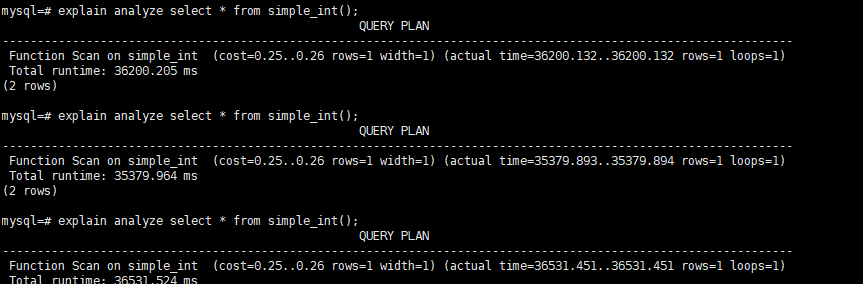 mysql=# explain analyze select * from simple_int();
QUERY PLAN
-----------------------------------------------------------------------------------------------------------------
Function Scan on simple_int  (cost=0.25..0.26 rows=1 width=1) (actual time=36200.132..36200.132 rows=1 loops=1)
Total runtime: 36200.205 ms
(2 rows)
mysql=# explain analyze select * from simple_int();
QUERY PLAN
-----------------------------------------------------------------------------------------------------------------
Function Scan on simple_int  (cost=0.25..0.26 rows=1 width=1) (actual time=35379.893..35379.894 rows=1 loops=1)
Total runtime: 35379.964 ms
(2 rows)
mysql=# explain analyze select * from simple_int();
QUERY PLAN
-----------------------------------------------------------------------------------------------------------------
Function Scan on simple_int  (cost=0.25..0.26 rows=1 width=1) (actual time=36531.451..36531.451 rows=1 loops=1)
Total runtime: 36531.524 ms